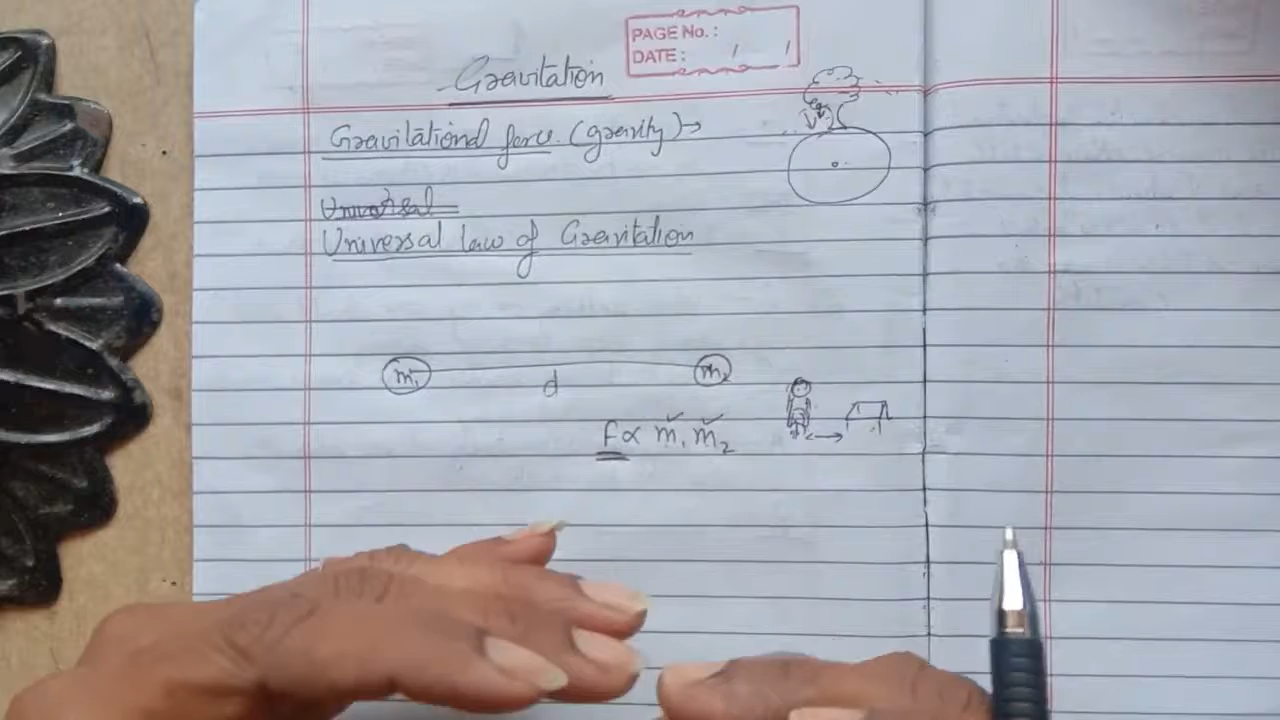 PAGE No.:
DATE: / /
Gravitation
Gravitational force (gravity) →
Universal
Universal law of Gravitation
m₁ d m₂
F ∝ m₁ m₂